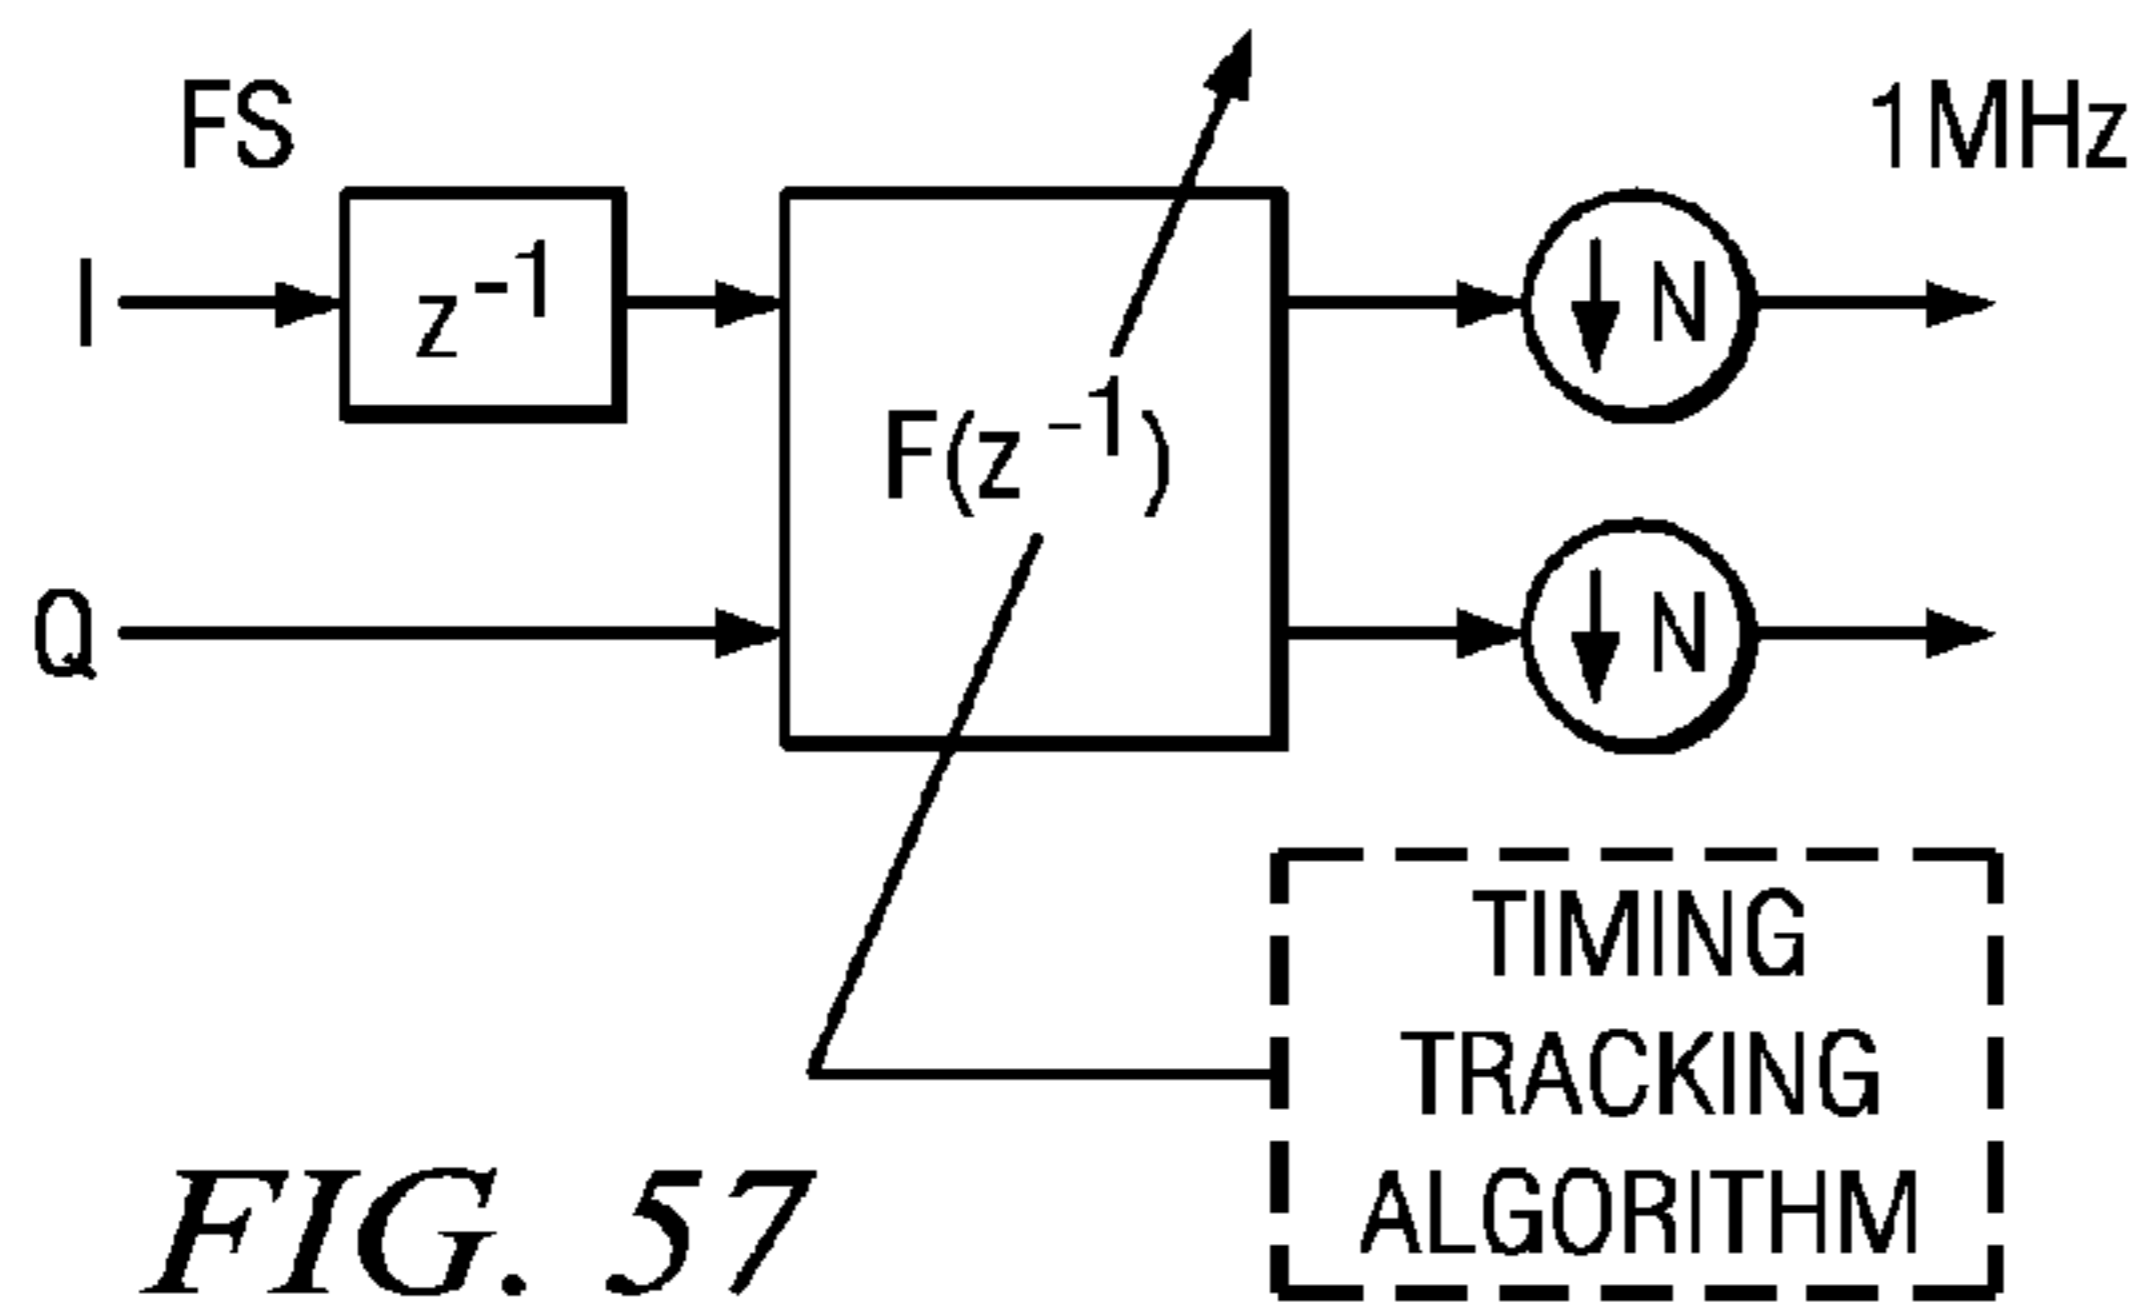 FS
1MHz
I
z⁻¹
F(z⁻¹)
N
Q
N
TIMING
TRACKING
ALGORITHM
FIG. 57